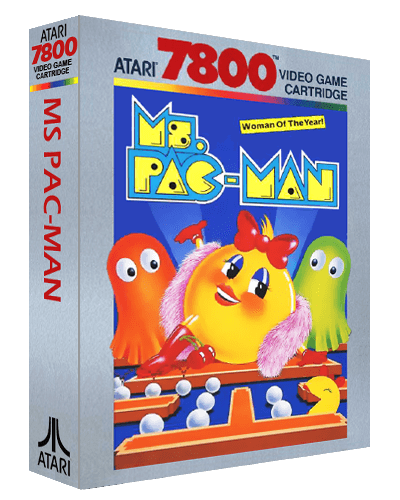 ATARI
7800
VIDEO GAME
CARTRIDGE
MS PAC-MAN
ATARI
ATARI® 7800™
VIDEO GAME
CARTRIDGE
Woman Of The Year!
Ms.
PAC-MAN